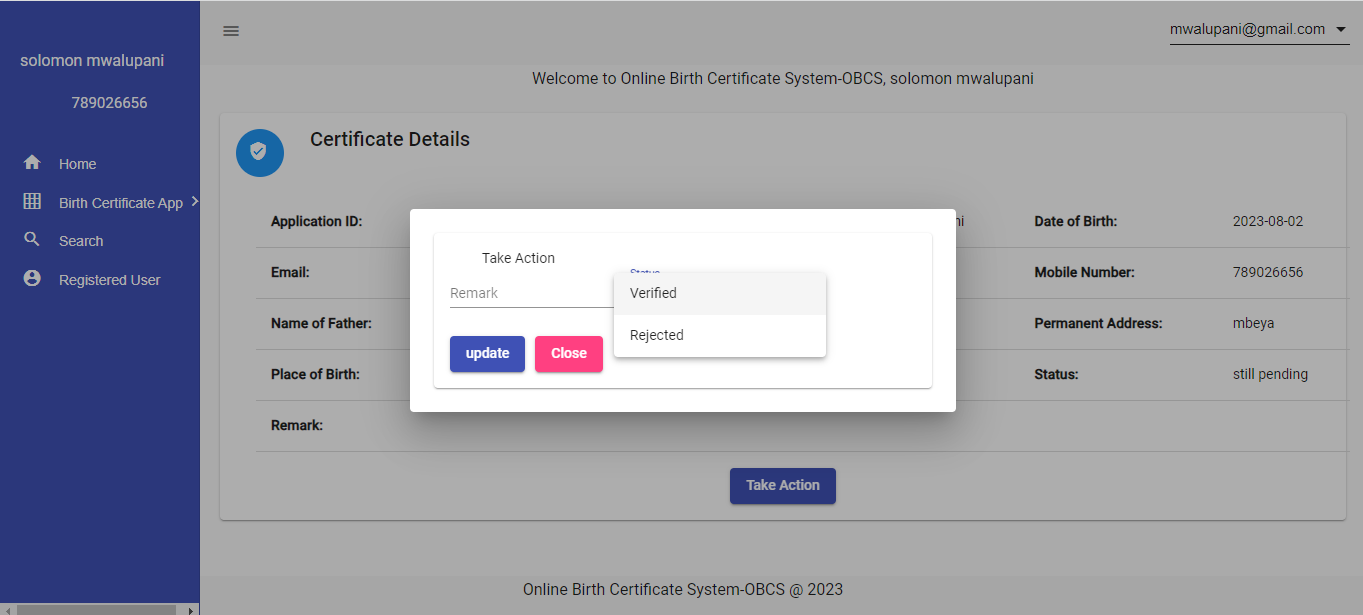 solomon mwalupani
789026656
Home
Birth Certificate App
Search
Registered User
mwalupani@gmail.com
Welcome to Online Birth Certificate System-OBCS, solomon mwalupani
Certificate Details
Application ID: ni Date of Birth: 2023-08-02
Email: Mobile Number: 789026656
Name of Father: Permanent Address: mbeya
Place of Birth: Status: still pending
Remark:
Take Action
Status
Remark
Verified
Rejected
update Close
Take Action
Online Birth Certificate System-OBCS @ 2023